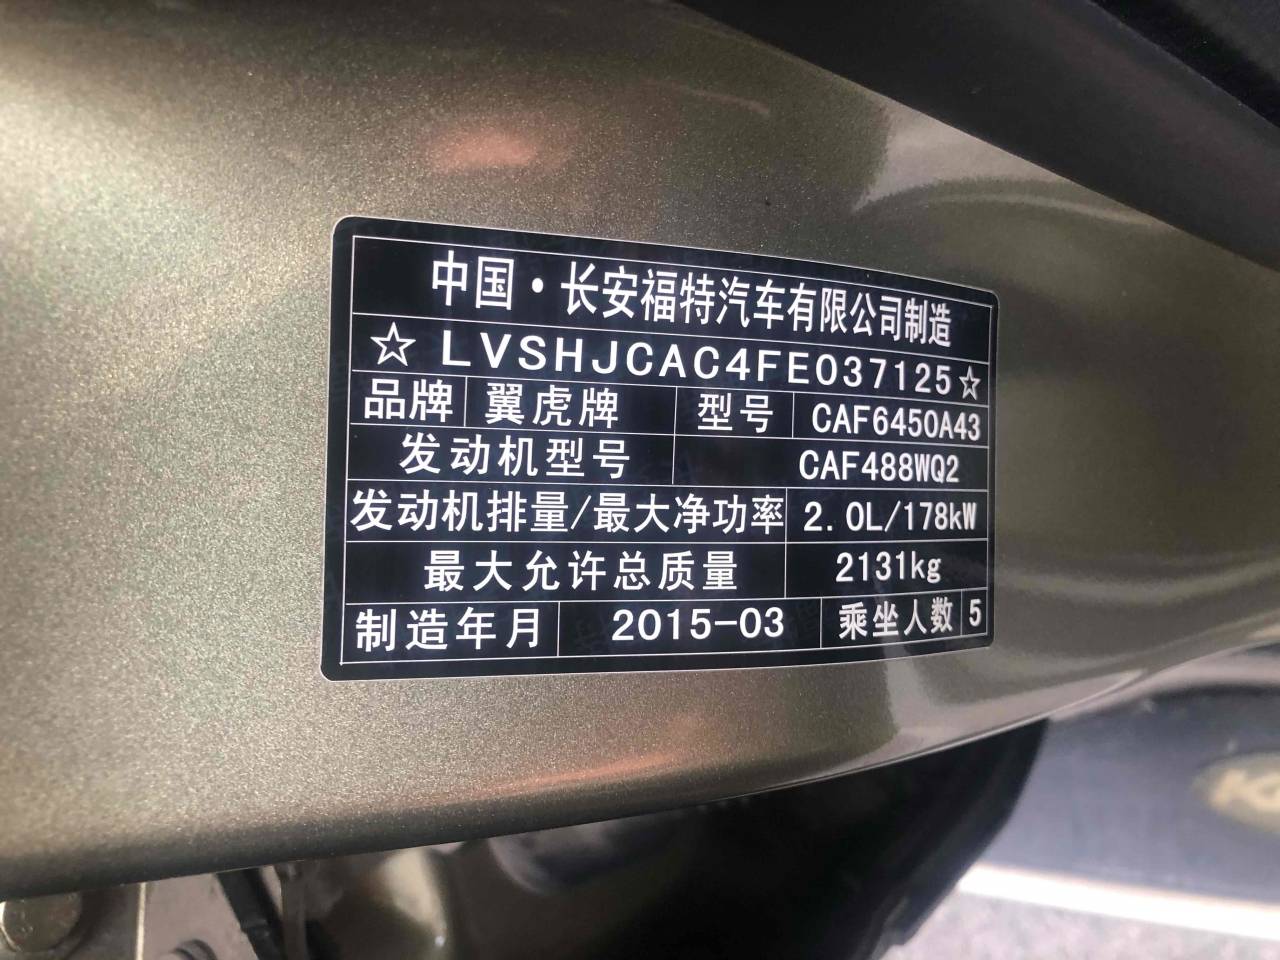 中国·长安福特汽车有限公司制造
☆ LVSHJCAC4FE037125 ☆
品牌 翼虎牌 型号 CAF6450A43
发动机型号 CAF488WQ2
发动机排量/最大净功率 2.0L/178kW
最大允许总质量 2131kg
制造年月 2015-03 乘坐人数 5